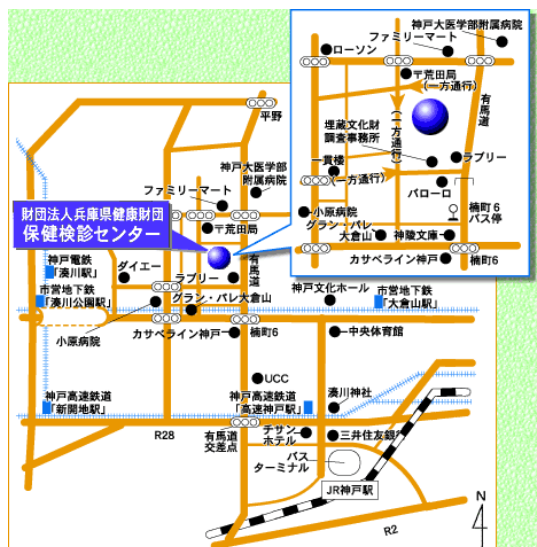 神戸大医学部附属病院
ファミリーマート
ローソン
〒荒田局
(一方通行)
有馬道
(一方通行)
埋蔵文化財
調査事務所
ラブリー
一貫楼
(一方通行)
バローロ
小原病院
楠町6
バス停
グラン・パレ
大倉山
神陵文庫
カサベライン神戸
楠町6
平野
神戸大医学部
附属病院
ファミリーマート
〒荒田局
財団法人兵庫県健康財団
保健検診センター
有馬道
神戸電鉄
「湊川駅」
ダイエー
ラブリー
市営地下鉄
「湊川公園駅」
グラン・パレ大倉山
神戸文化ホール
市営地下鉄
「大倉山駅」
小原病院
カサベライン神戸
楠町6
中央体育館
UCC
神戸高速鉄道
「新開地駅」
神戸高速鉄道
「高速神戸駅」
湊川神社
R28
有馬道
交差点
チサン
ホテル
三井住友銀行
バス
ターミナル
JR神戸駅
R2
N